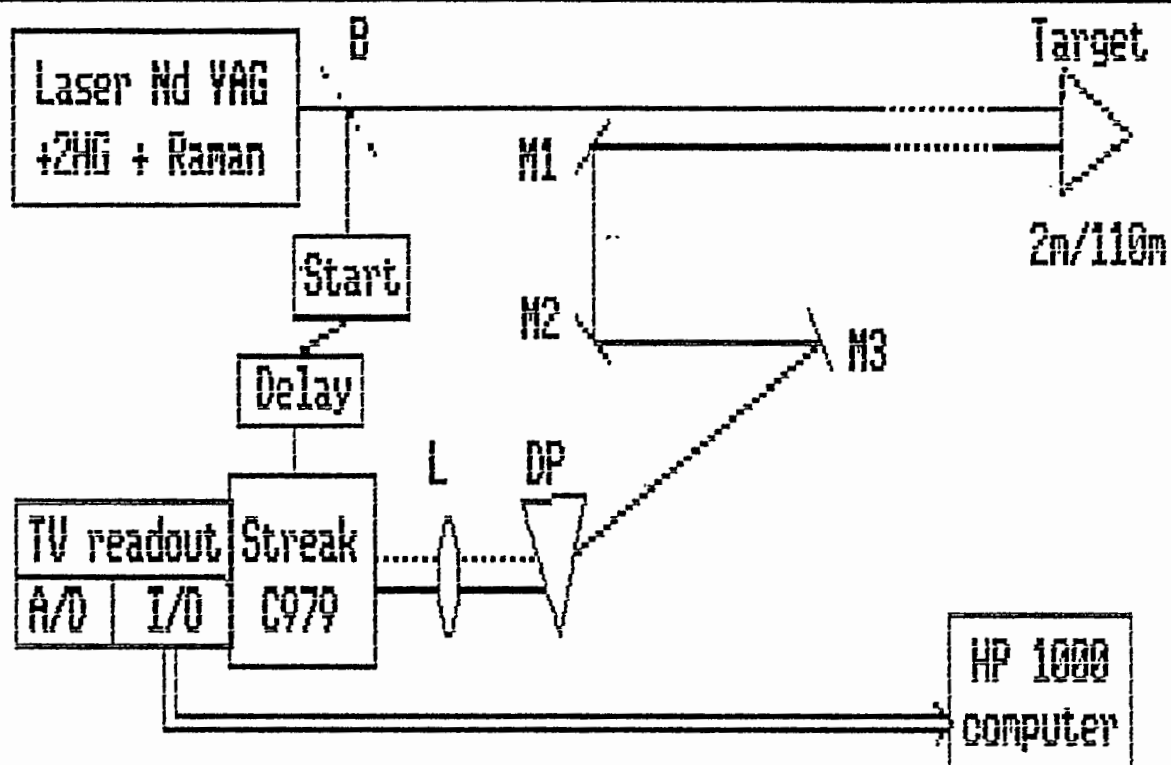 B
Target
Laser Nd YAG
+2HG + Raman
M1
2m/110m
Start
M2
M3
Delay
L
DP
TV readout
Streak
A/D
I/O
C979
HP 1000
computer